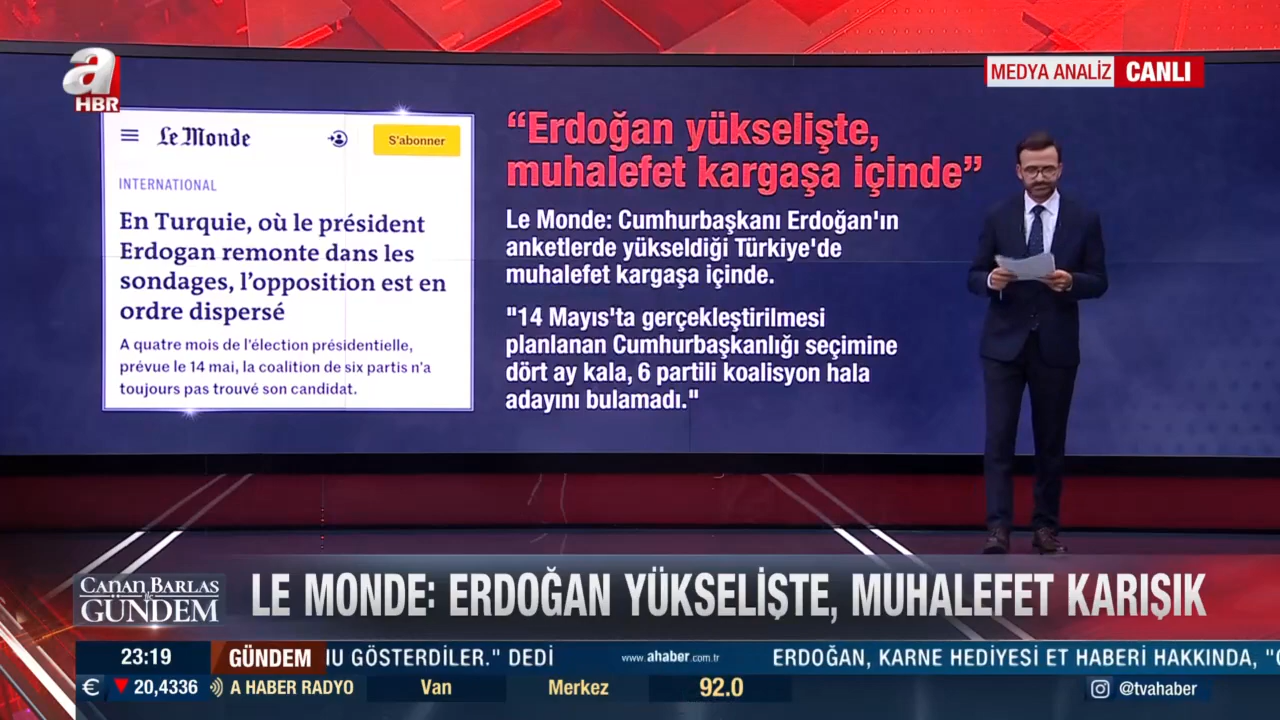 a
HBR
MEDYA ANALİZ CANLI
Le Monde
S'abonner
INTERNATIONAL
En Turquie, où le président
Erdogan remonte dans les
sondages, l'opposition est en
ordre dispersé
A quatre mois de l'élection présidentielle,
prévue le 14 mai, la coalition de six partis n'a
toujours pas trouvé son candidat.
“Erdoğan yükselişte,
muhalefet kargaşa içinde”
Le Monde: Cumhurbaşkanı Erdoğan'ın
anketlerde yükseldiği Türkiye'de
muhalefet kargaşa içinde.
"14 Mayıs'ta gerçekleştirilmesi
planlanan Cumhurbaşkanlığı seçimine
dört ay kala, 6 partili koalisyon hala
adayını bulamadı."
CANAN BARLAS
ile
GÜNDEM
LE MONDE: ERDOĞAN YÜKSELİŞTE, MUHALEFET KARIŞIK
23:19 GÜNDEM NU GÖSTERDİLER." DEDİ www.ahaber.com.tr ERDOĞAN, KARNE HEDİYESİ ET HABERİ HAKKINDA, "
€ 20,4336 A HABER RADYO Van Merkez 92.0 @tvahaber